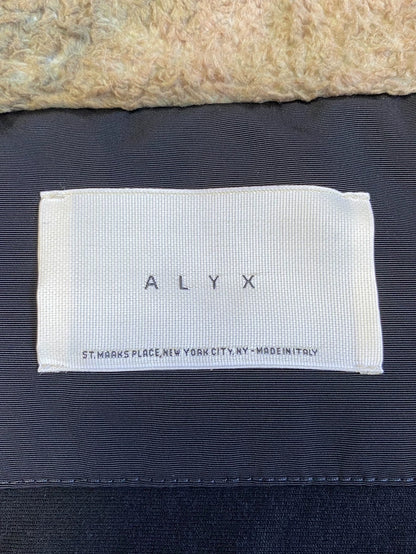 ALYX
ST. MARKS PLACE, NEW YORK CITY, NY - MADE IN ITALY